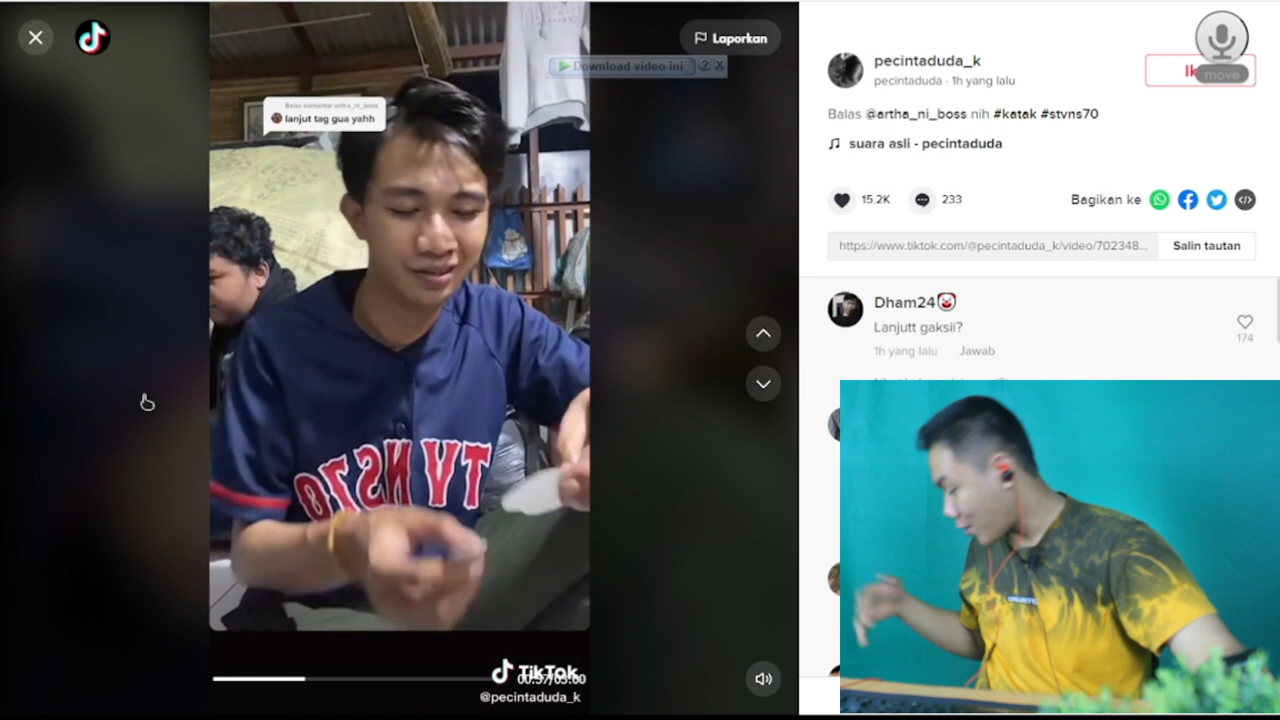 Laporkan
Download video ini
Balas komentar artha_ni_boss
lanjut tag gua yahh
TVNS70
TikTok
@pecintaduda_k
move
pecintaduda_k
pecintaduda · 1h yang lalu
Balas @artha_ni_boss nih #katak #stvns70
suara asli - pecintaduda
15.2K
233
Bagikan ke
https://www.tiktok.com/@pecintaduda_k/video/702348...
Salin tautan
Dham24
Lanjutt gaksii?
174
1h yang lalu
Jawab